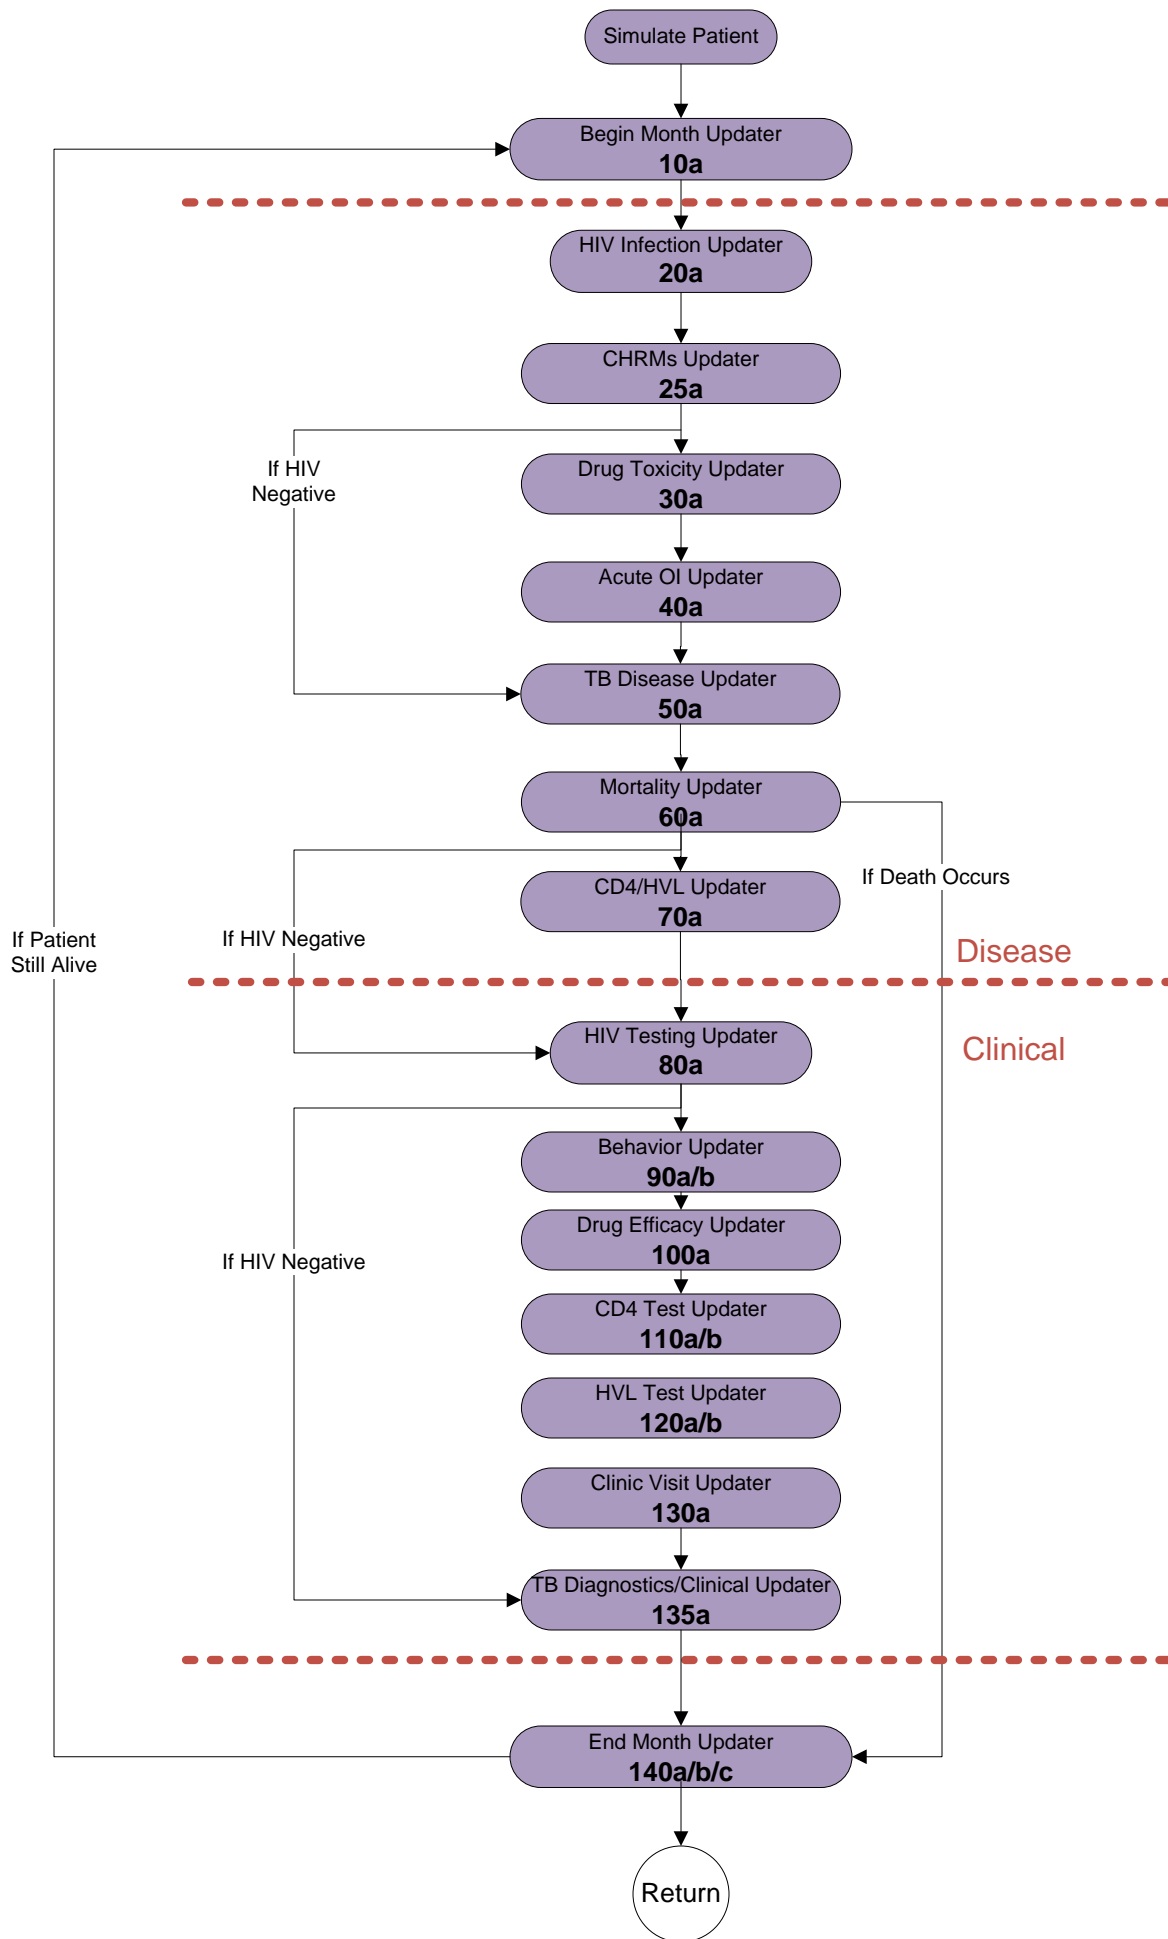 Simulate Patient
Begin Month Updater
10a
HIV Infection Updater
20a
CHRMs Updater
25a
If HIV
Negative
Drug Toxicity Updater
30a
Acute OI Updater
40a
TB Disease Updater
50a
Mortality Updater
60a
If Death Occurs
CD4/HVL Updater
70a
If Patient
Still Alive
If HIV Negative
Disease
Clinical
HIV Testing Updater
80a
Behavior Updater
90a/b
Drug Efficacy Updater
100a
If HIV Negative
CD4 Test Updater
110a/b
HVL Test Updater
120a/b
Clinic Visit Updater
130a
TB Diagnostics/Clinical Updater
135a
End Month Updater
140a/b/c
Return